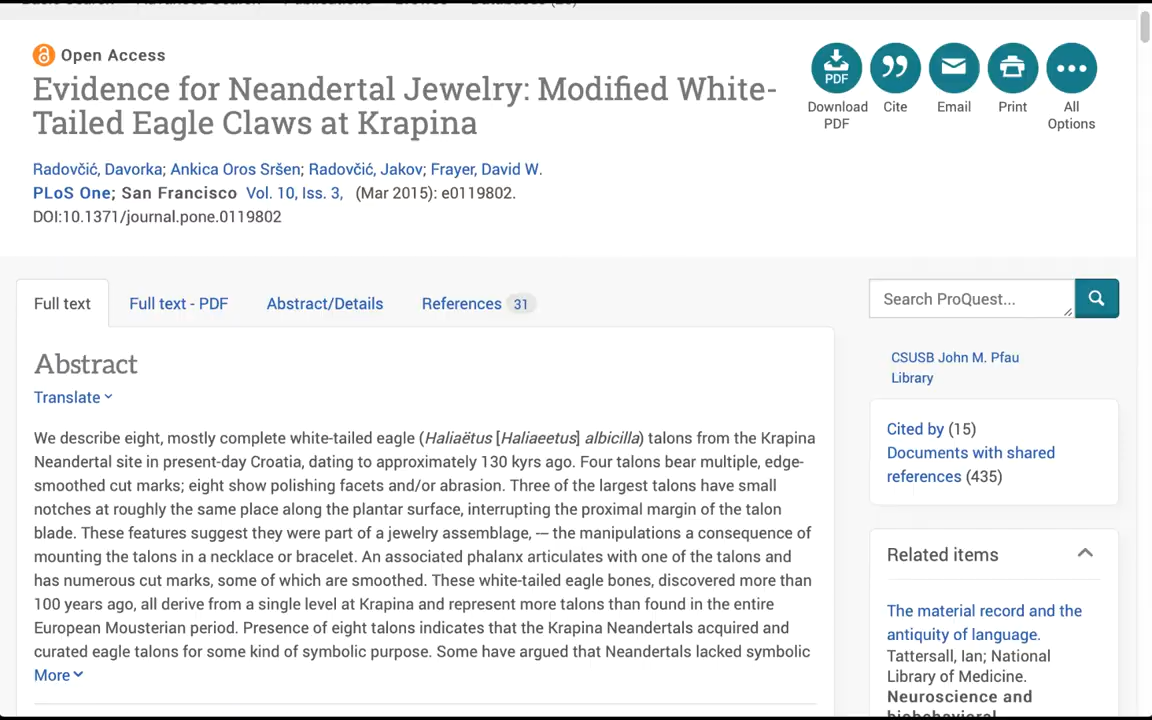 Open Access
Evidence for Neandertal Jewelry: Modified White-
Tailed Eagle Claws at Krapina
Radovčić, Davorka; Ankica Oros Sršen; Radovčić, Jakov; Frayer, David W.
PLoS One; San Francisco Vol. 10, Iss. 3, (Mar 2015): e0119802.
DOI:10.1371/journal.pone.0119802
PDF
Download PDF
Cite
Email
Print
All Options
Full text
Full text - PDF
Abstract/Details
References 31
Abstract
Translate
We describe eight, mostly complete white-tailed eagle (Haliaëtus [Haliaeetus] albicilla) talons from the Krapina
Neandertal site in present-day Croatia, dating to approximately 130 kyrs ago. Four talons bear multiple, edge-
smoothed cut marks; eight show polishing facets and/or abrasion. Three of the largest talons have small
notches at roughly the same place along the plantar surface, interrupting the proximal margin of the talon
blade. These features suggest they were part of a jewelry assemblage, -– the manipulations a consequence of
mounting the talons in a necklace or bracelet. An associated phalanx articulates with one of the talons and
has numerous cut marks, some of which are smoothed. These white-tailed eagle bones, discovered more than
100 years ago, all derive from a single level at Krapina and represent more talons than found in the entire
European Mousterian period. Presence of eight talons indicates that the Krapina Neandertals acquired and
curated eagle talons for some kind of symbolic purpose. Some have argued that Neandertals lacked symbolic
More
Search ProQuest...
CSUSB John M. Pfau
Library
Cited by (15)
Documents with shared
references (435)
Related items
The material record and the
antiquity of language.
Tattersall, Ian; National
Library of Medicine.
Neuroscience and
biobehavioral